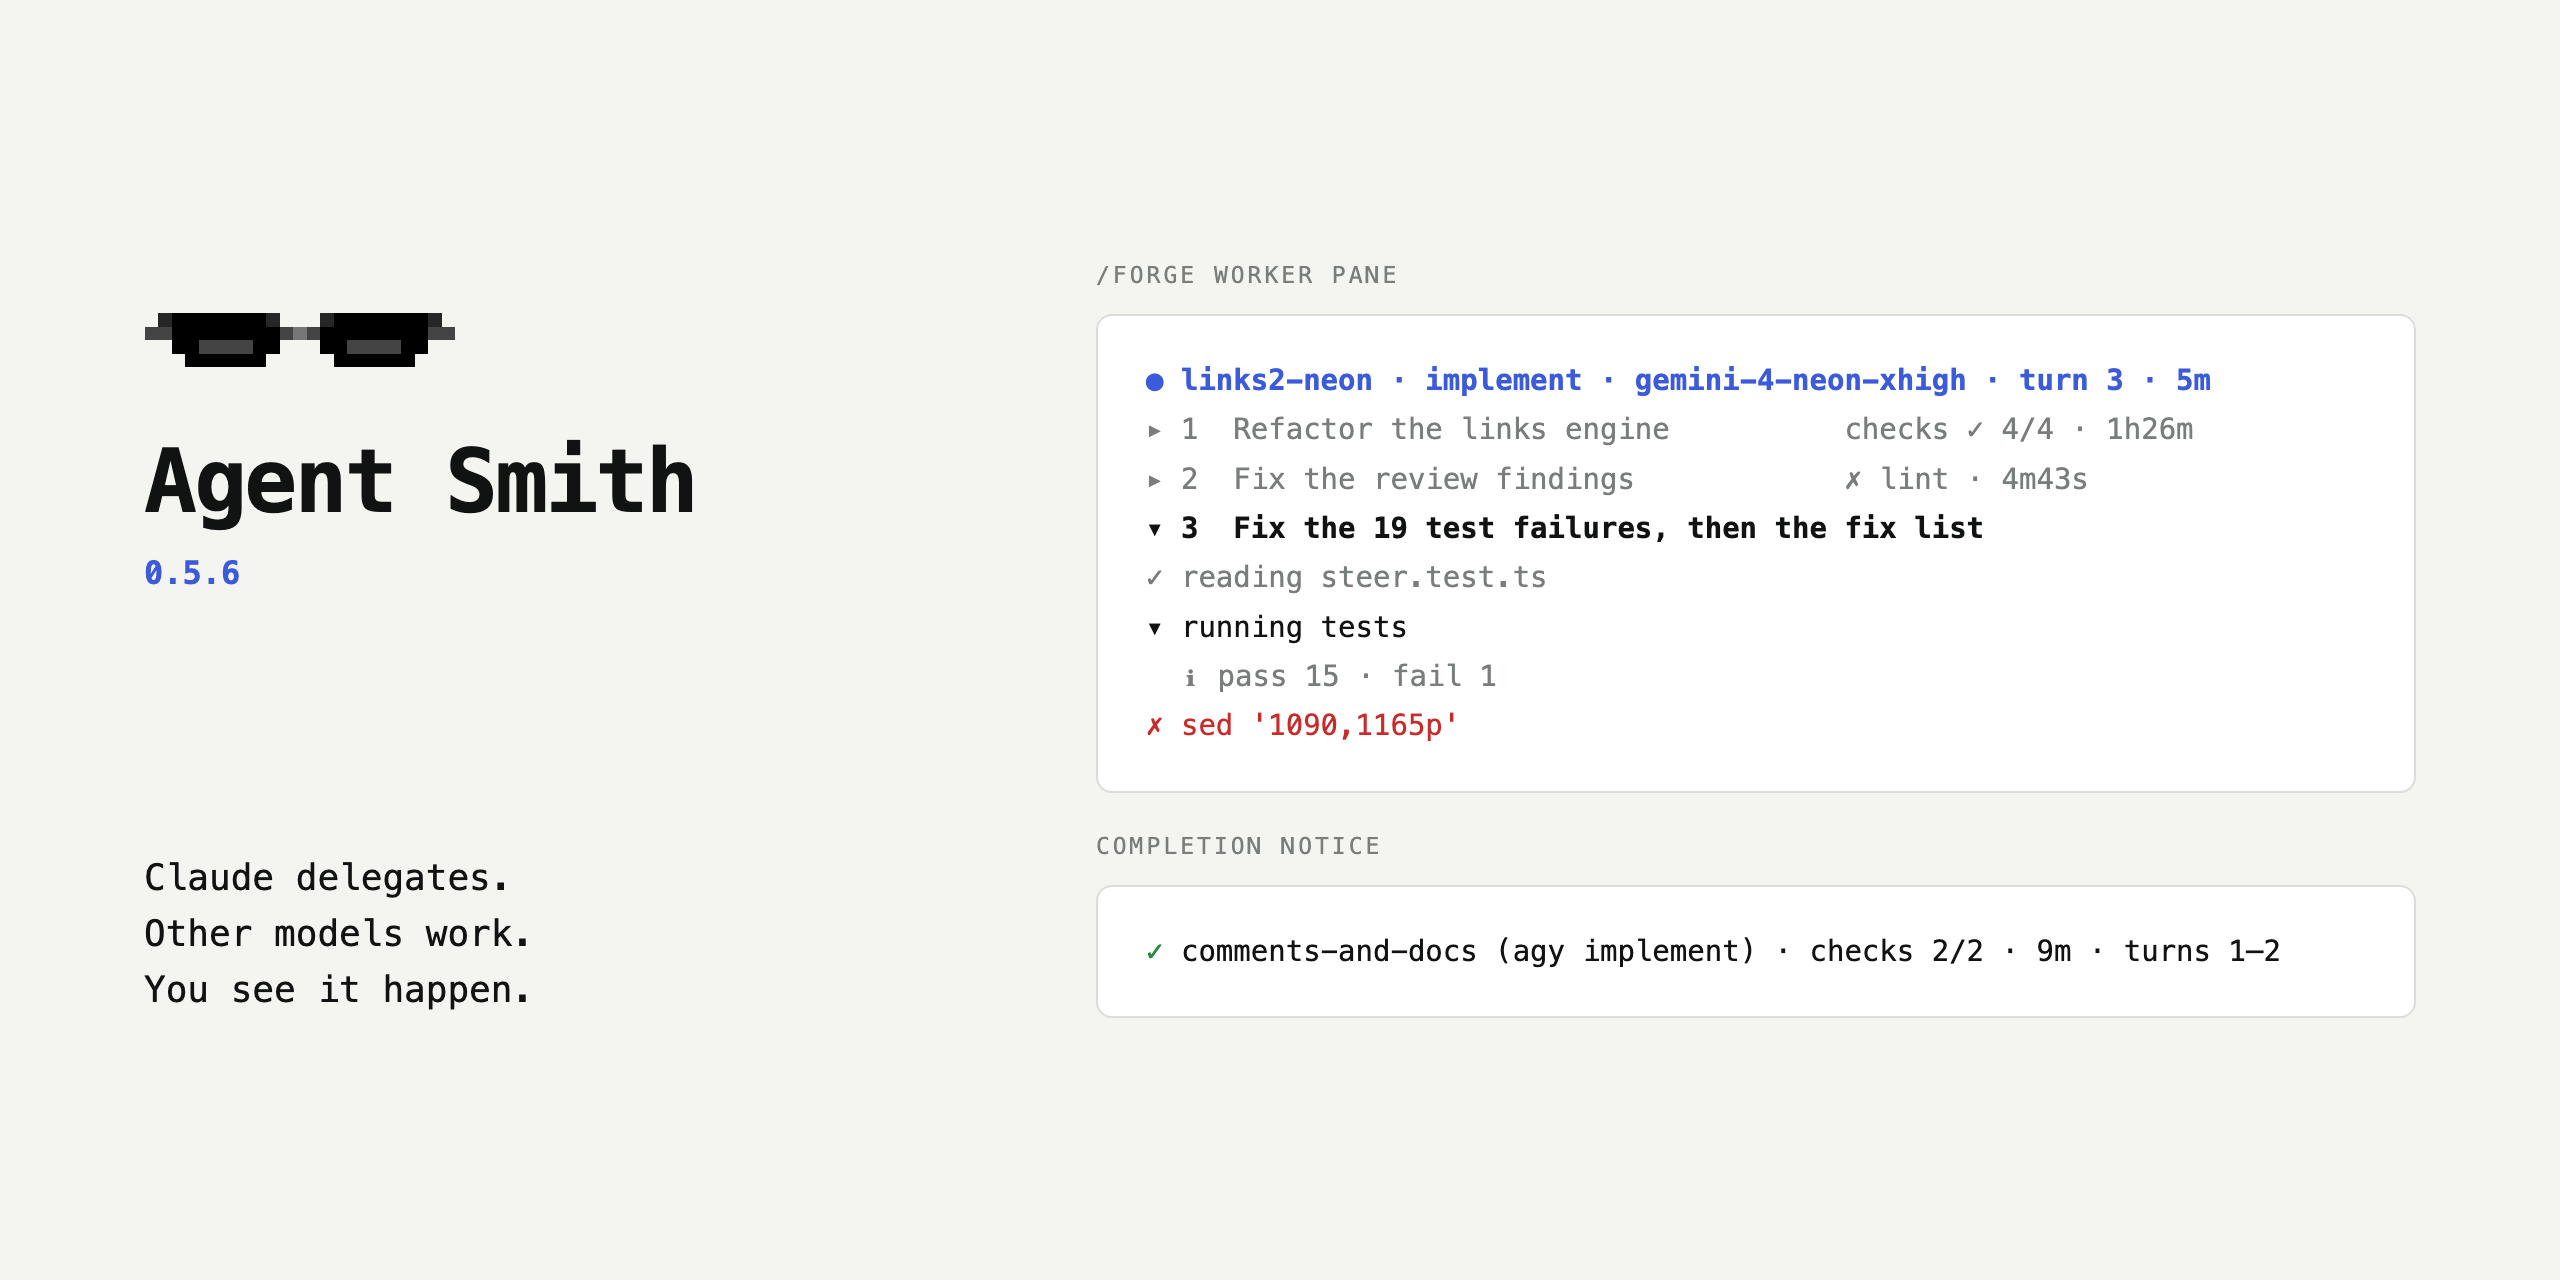 Agent Smith
0.5.6
Claude delegates.
Other models work.
You see it happen.
/FORGE WORKER PANE
● links2-neon · implement · gemini-4-neon-xhigh · turn 3 · 5m
▸ 1 Refactor the links engine checks ✓ 4/4 · 1h26m
▸ 2 Fix the review findings ✗ lint · 4m43s
▾ 3 Fix the 19 test failures, then the fix list
✓ reading steer.test.ts
▾ running tests
ℹ pass 15 · fail 1
✗ sed '1090,1165p'
COMPLETION NOTICE
✓ comments-and-docs (agy implement) · checks 2/2 · 9m · turns 1–2